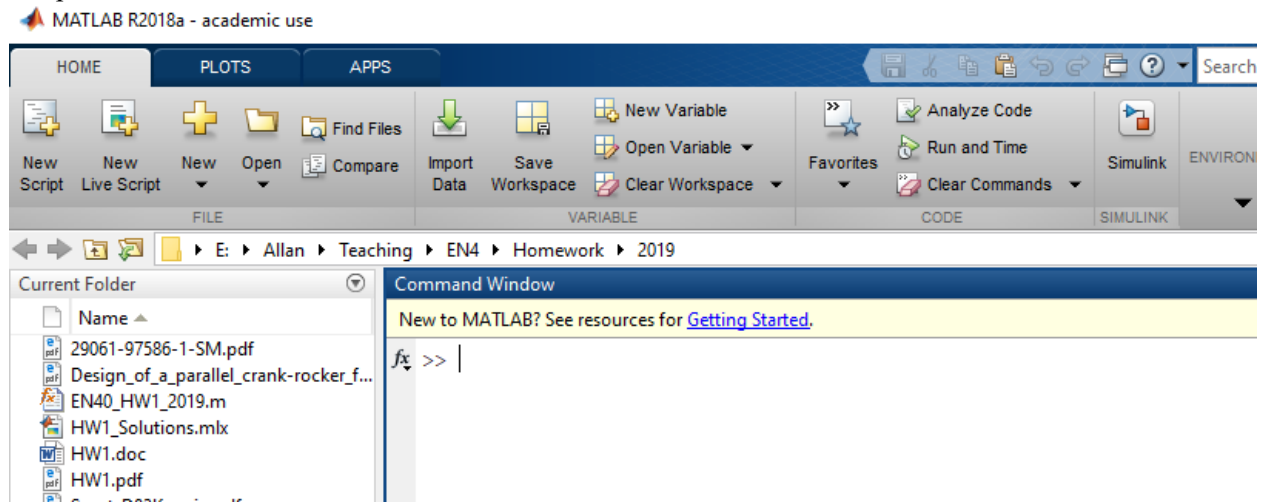 MATLAB R2018a - academic use
HOME PLOTS APPS Search
New Script
New Live Script
New
Open
Find Files
Compare
Import Data
Save Workspace
New Variable
Open Variable
Clear Workspace
Favorites
Analyze Code
Run and Time
Clear Commands
Simulink
FILE VARIABLE CODE SIMULINK
E: Allan Teaching EN4 Homework 2019
Current Folder
Name
29061-97586-1-SM.pdf
Design_of_a_parallel_crank-rocker_f...
EN40_HW1_2019.m
HW1_Solutions.mlx
HW1.doc
HW1.pdf
Command Window
New to MATLAB? See resources for Getting Started.
fx >>